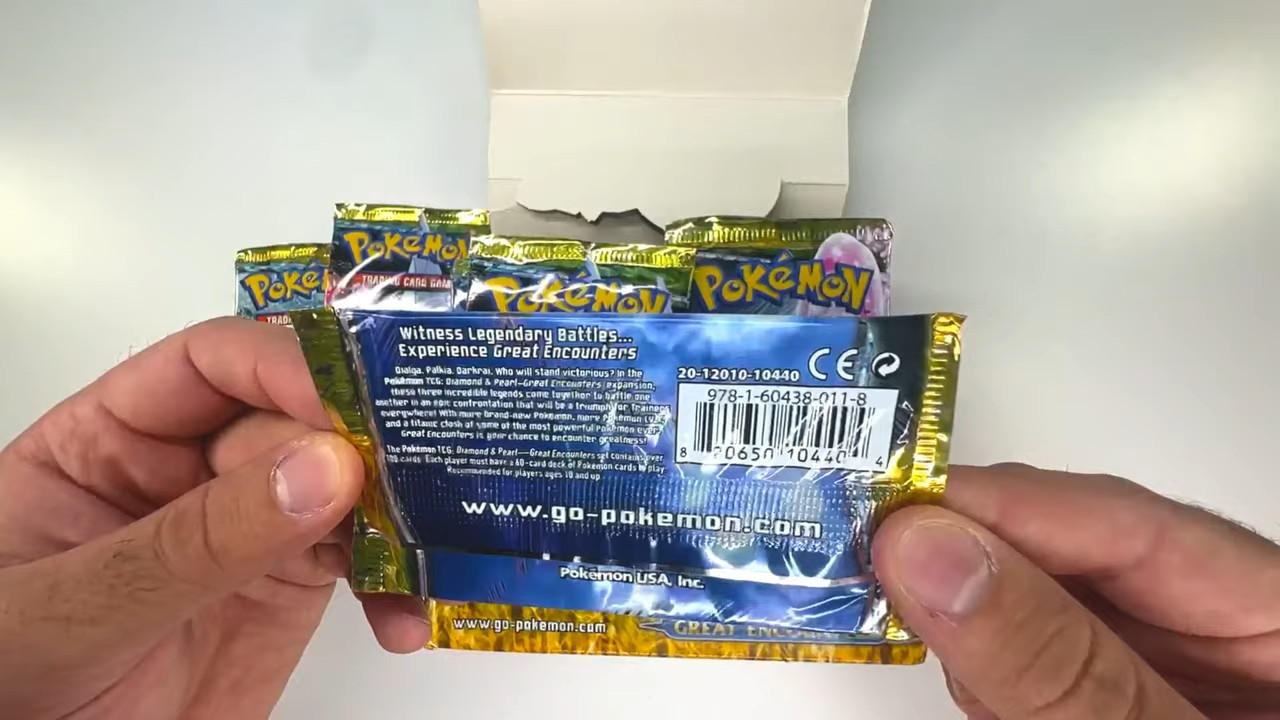 POKÉMON
POKÉMON
TRADING CARD GAM
POKÉMON
POKÉMON
Witness Legendary Battles...
Experience Great Encounters
Dialga. Palkia. Darkrai. Who will stand victorious? In the
Pokémon TCG: Diamond & Pearl—Great Encounters expansion,
these three incredible legends come together to battle one
another in an epic confrontation that will be a triumph for Trainers
everywhere! With more brand-new Pokémon, more Pokémon LV.X,
and a titanic clash of some of the most powerful Pokémon ever,
Great Encounters is your chance to encounter greatness!
The Pokémon TCG: Diamond & Pearl—Great Encounters set contains over
100 cards. Each player must have a 60-card deck of Pokémon cards to play.
Recommended for players ages 10 and up.
20-12010-10440
CE
978-1-60438-011-8
8 20650 10440 4
www.go-pokemon.com
Pokémon USA, Inc.
www.go-pokemon.com
GREAT ENCOU